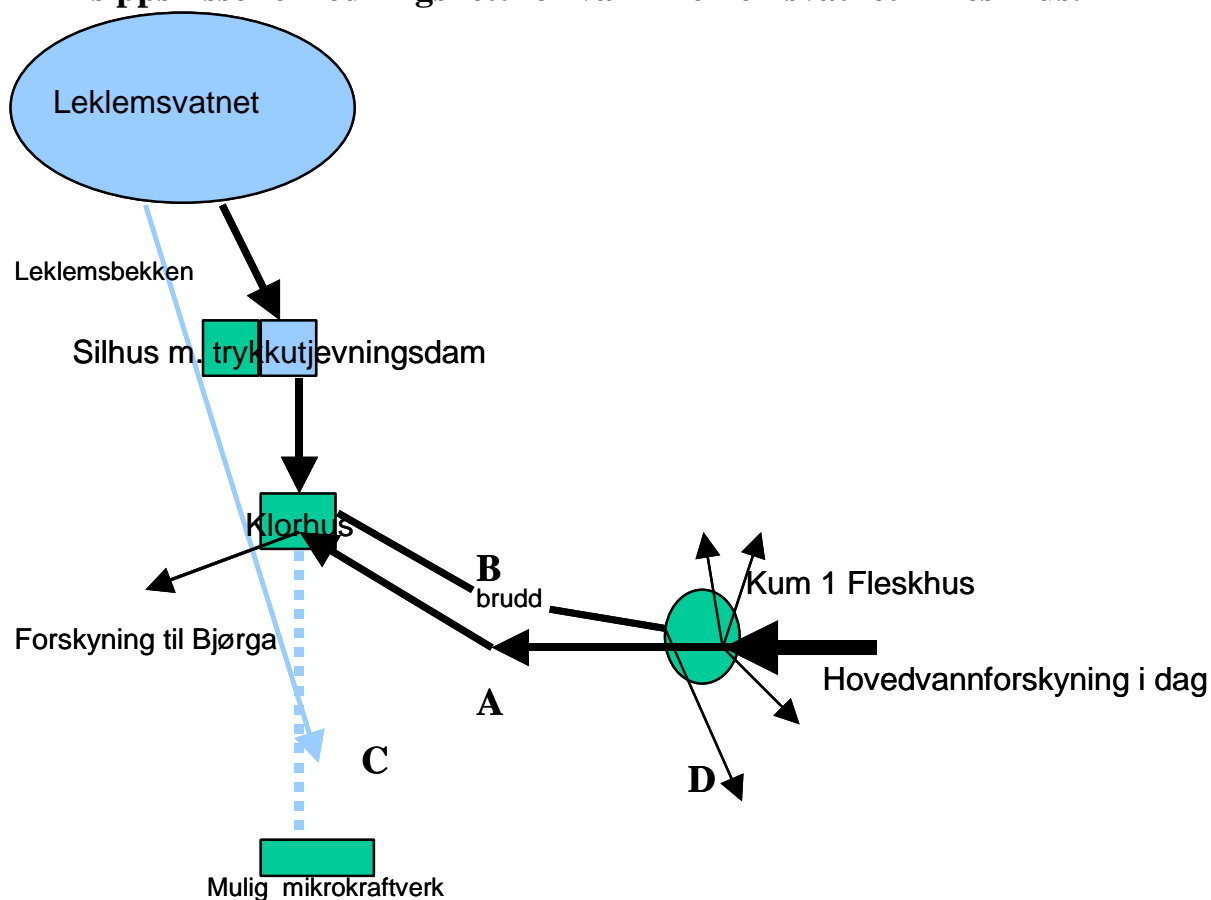 Leklemsvatnet
Leklemsbekken
Silhus m. trykkutjevningsdam
Klorhus
B
brudd
Kum 1 Fleskhus
Forskyning til Bjørga
Hovedvannforskyning i dag
A
C
D
Mulig mikrokraftverk